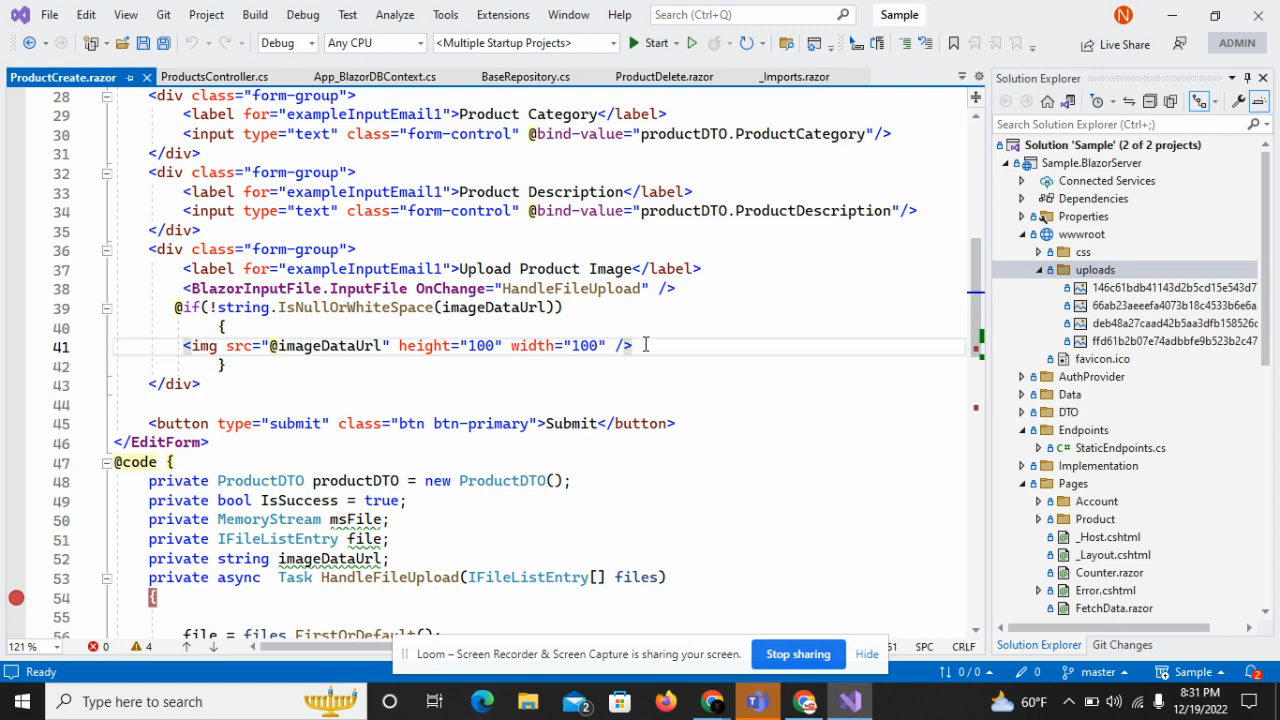 File Edit View Git Project Build Debug Test Analyze Tools Extensions Window Help Search (Ctrl+Q) Sample N
Debug Any CPU <Multiple Startup Projects> Start Live Share ADMIN
ProductCreate.razor ProductsController.cs App_BlazorDBContext.cs BaseRepository.cs ProductDelete.razor _Imports.razor
28 <div class="form-group">
29 <label for="exampleInputEmail1">Product Category</label>
30 <input type="text" class="form-control" @bind-value="productDTO.ProductCategory"/>
31 </div>
32 <div class="form-group">
33 <label for="exampleInputEmail1">Product Description</label>
34 <input type="text" class="form-control" @bind-value="productDTO.ProductDescription"/>
35 </div>
36 <div class="form-group">
37 <label for="exampleInputEmail1">Upload Product Image</label>
38 <BlazorInputFile.InputFile OnChange="HandleFileUpload" />
39 @if(!string.IsNullOrWhiteSpace(imageDataUrl))
40 {
41 <img src="@imageDataUrl" height="100" width="100" />
42 }
43 </div>
44
45 <button type="submit" class="btn btn-primary">Submit</button>
46 </EditForm>
47 @code {
48 private ProductDTO productDTO = new ProductDTO();
49 private bool IsSuccess = true;
50 private MemoryStream msFile;
51 private IFileListEntry file;
52 private string imageDataUrl;
53 private async Task HandleFileUpload(IFileListEntry[] files)
54 {
55
56 file = files.FirstOrDefault();
Solution Explorer
Search Solution Explorer (Ctrl+;)
Solution 'Sample' (2 of 2 projects)
Sample.BlazorServer
Connected Services
Dependencies
Properties
wwwroot
css
uploads
146c61bdb41143d2b5cd15e543d7
66ab23aeeefa4073b18c4533b6e6a
deb48a27caad42b5aa3dfb158526
ffd61b2b07e74adbbfe9b523b2c47
favicon.ico
AuthProvider
Data
DTO
Endpoints
StaticEndpoints.cs
Implementation
Pages
Account
Product
_Host.cshtml
_Layout.cshtml
Counter.razor
Error.cshtml
FetchData.razor
Solution Explorer Git Changes
121 % 0 4 51 SPC CRLF
Loom – Screen Recorder & Screen Capture is sharing your screen. Stop sharing Hide
Ready 0 / 0 0 master Sample 2
Type here to search 2 60°F 8:31 PM
12/19/2022